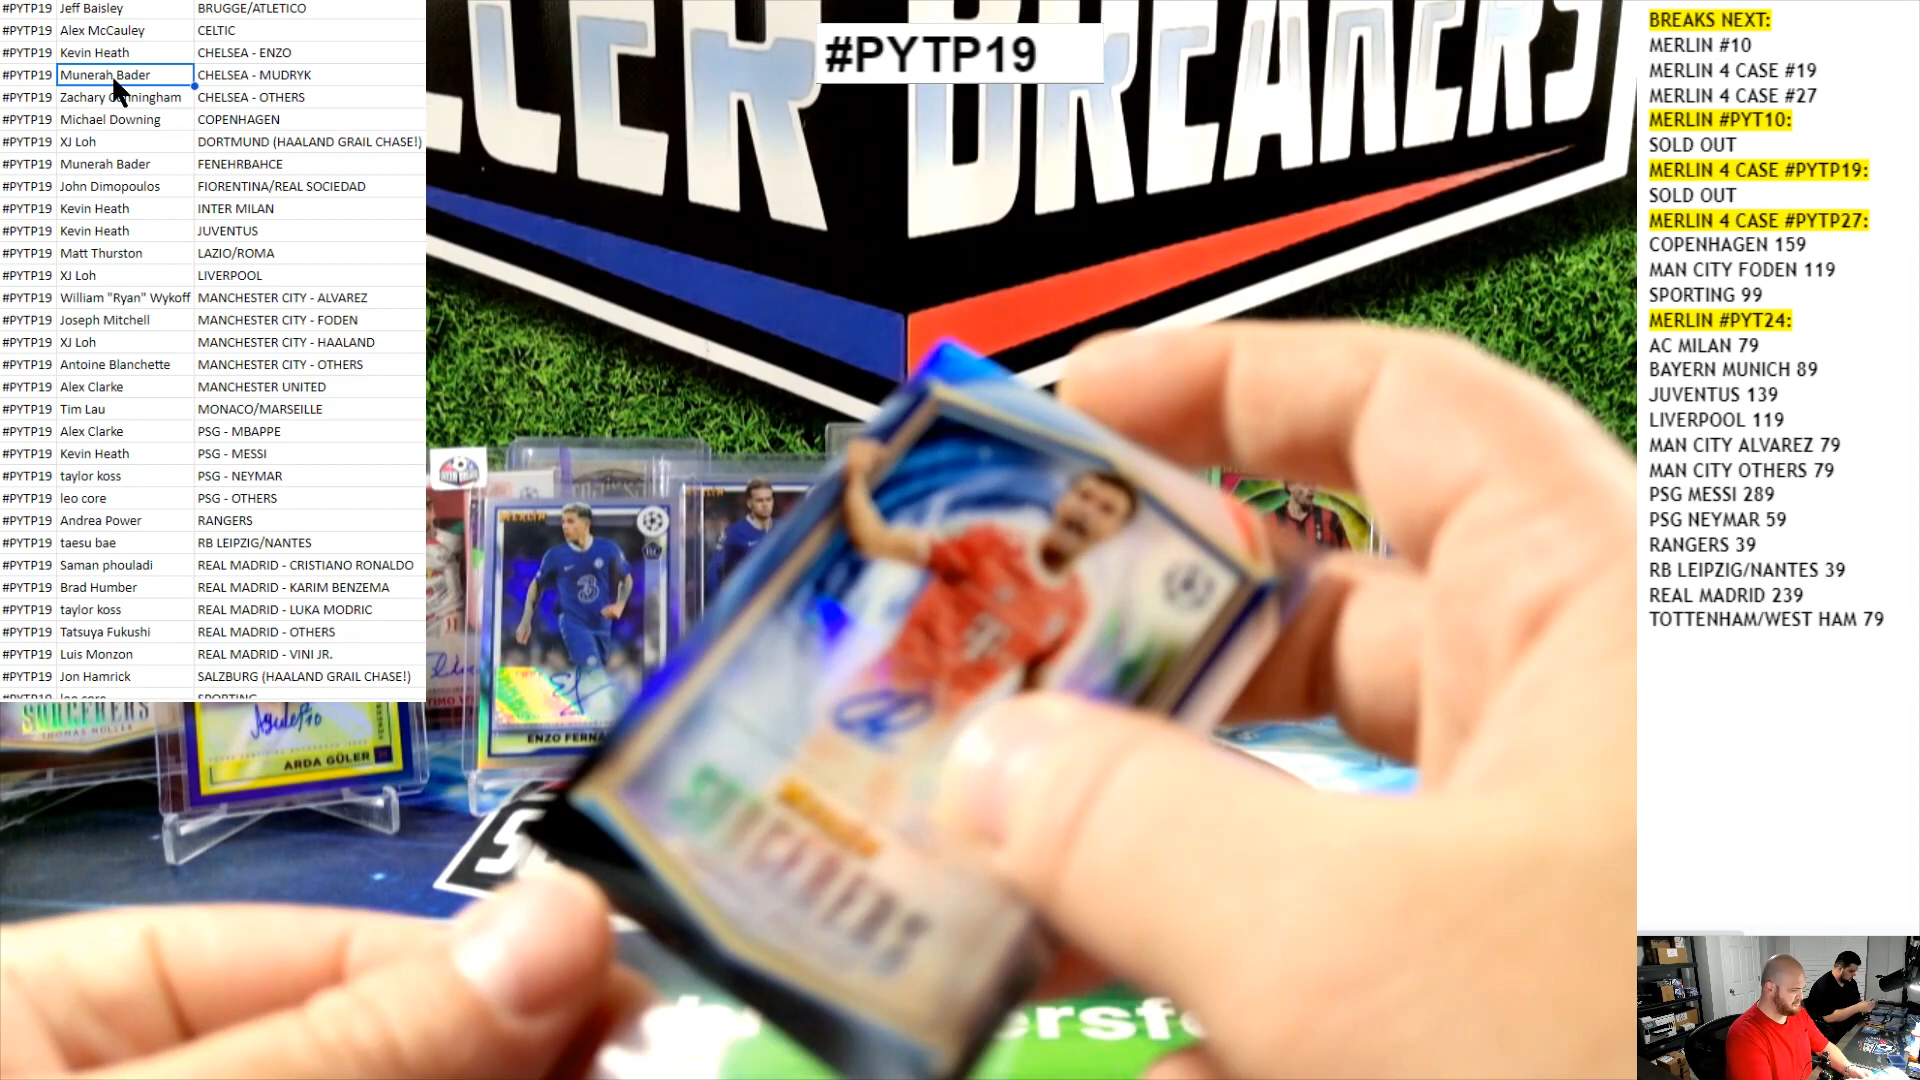 #PYTP19 Jeff Baisley BRUGGE/ATLETICO
#PYTP19 Alex McCauley CELTIC
#PYTP19 Kevin Heath CHELSEA - ENZO
#PYTP19 Munerah Bader CHELSEA - MUDRYK
#PYTP19 Zachary CHELSEA - OTHERS
#PYTP19 Michael Downing COPENHAGEN
#PYTP19 XJ Loh DORTMUND (HAALAND GRAIL CHASE!)
#PYTP19 Munerah Bader FENEHRBAHCE
#PYTP19 John Dimopoulos FIORENTINA/REAL SOCIEDAD
#PYTP19 Kevin Heath INTER MILAN
#PYTP19 Kevin Heath JUVENTUS
#PYTP19 Matt Thurston LAZIO/ROMA
#PYTP19 XJ Loh LIVERPOOL
#PYTP19 William "Ryan" Wykoff MANCHESTER CITY - ALVAREZ
#PYTP19 Joseph Mitchell MANCHESTER CITY - FODEN
#PYTP19 XJ Loh MANCHESTER CITY - HAALAND
#PYTP19 Antoine Blanchette MANCHESTER CITY - OTHERS
#PYTP19 Alex Clarke MANCHESTER UNITED
#PYTP19 Tim Lau MONACO/MARSEILLE
#PYTP19 Alex Clarke PSG - MBAPPE
#PYTP19 Kevin Heath PSG - MESSI
#PYTP19 taylor koss PSG - NEYMAR
#PYTP19 leo core PSG - OTHERS
#PYTP19 Andrea Power RANGERS
#PYTP19 taesu bae RB LEIPZIG/NANTES
#PYTP19 Saman phouladi REAL MADRID - CRISTIANO RONALDO
#PYTP19 Brad Humber REAL MADRID - KARIM BENZEMA
#PYTP19 taylor koss REAL MADRID - LUKA MODRIC
#PYTP19 Tatsuya Fukushi REAL MADRID - OTHERS
#PYTP19 Luis Monzon REAL MADRID - VINI JR.
#PYTP19 Jon Hamrick SALZBURG (HAALAND GRAIL CHASE!)
#PYTP19
BREAKERS
MERLIN
ENZO
SORCERERS
ARDA GÜLER
BREAKS NEXT:
MERLIN #10
MERLIN 4 CASE #19
MERLIN 4 CASE #27
MERLIN #PYT10:
SOLD OUT
MERLIN 4 CASE #PYTP19:
SOLD OUT
MERLIN 4 CASE #PYTP27:
COPENHAGEN 159
MAN CITY FODEN 119
SPORTING 99
MERLIN #PYT24:
AC MILAN 79
BAYERN MUNICH 89
JUVENTUS 139
LIVERPOOL 119
MAN CITY ALVAREZ 79
MAN CITY OTHERS 79
PSG MESSI 289
PSG NEYMAR 59
RANGERS 39
RB LEIPZIG/NANTES 39
REAL MADRID 239
TOTTENHAM/WEST HAM 79